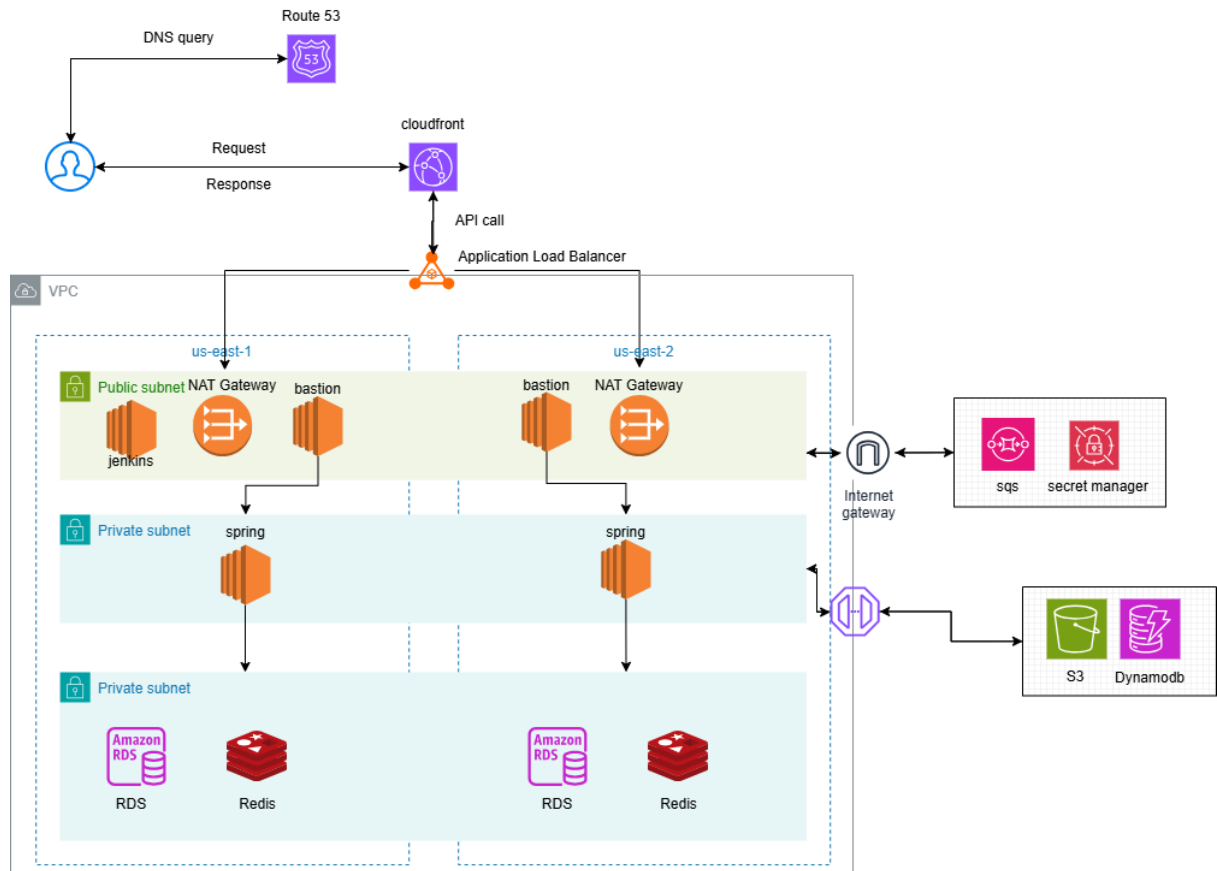 Route 53
DNS query
53
cloudfront
Request
Response
API call
Application Load Balancer
VPC
us-east-1
us-east-2
Public subnet
NAT Gateway
bastion
bastion
NAT Gateway
jenkins
Internet
gateway
sqs
secret manager
Private subnet
spring
spring
S3
Dynamodb
Private subnet
Amazon
RDS
RDS
Redis
Amazon
RDS
RDS
Redis